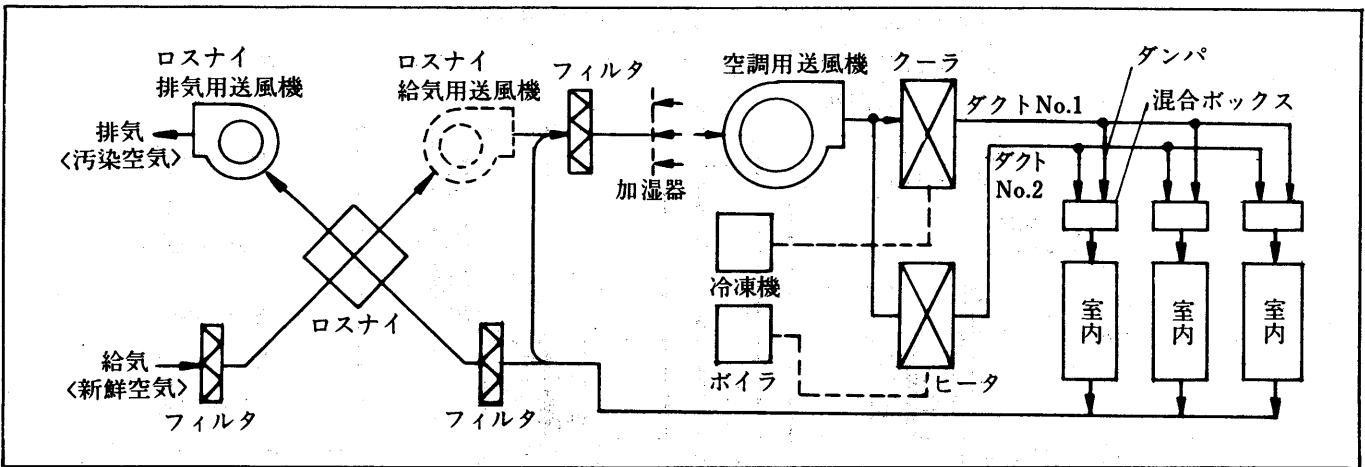 ロスナイ
排気用送風機
ロスナイ
給気用送風機
フィルタ
空調用送風機
クーラ
ダンパ
混合ボックス
ダクトNo.1
ダクト
No.2
排気
〈汚染空気〉
加湿器
冷凍機
ロスナイ
室内
室内
室内
給気
〈新鮮空気〉
フィルタ
フィルタ
ボイラ
ヒータ